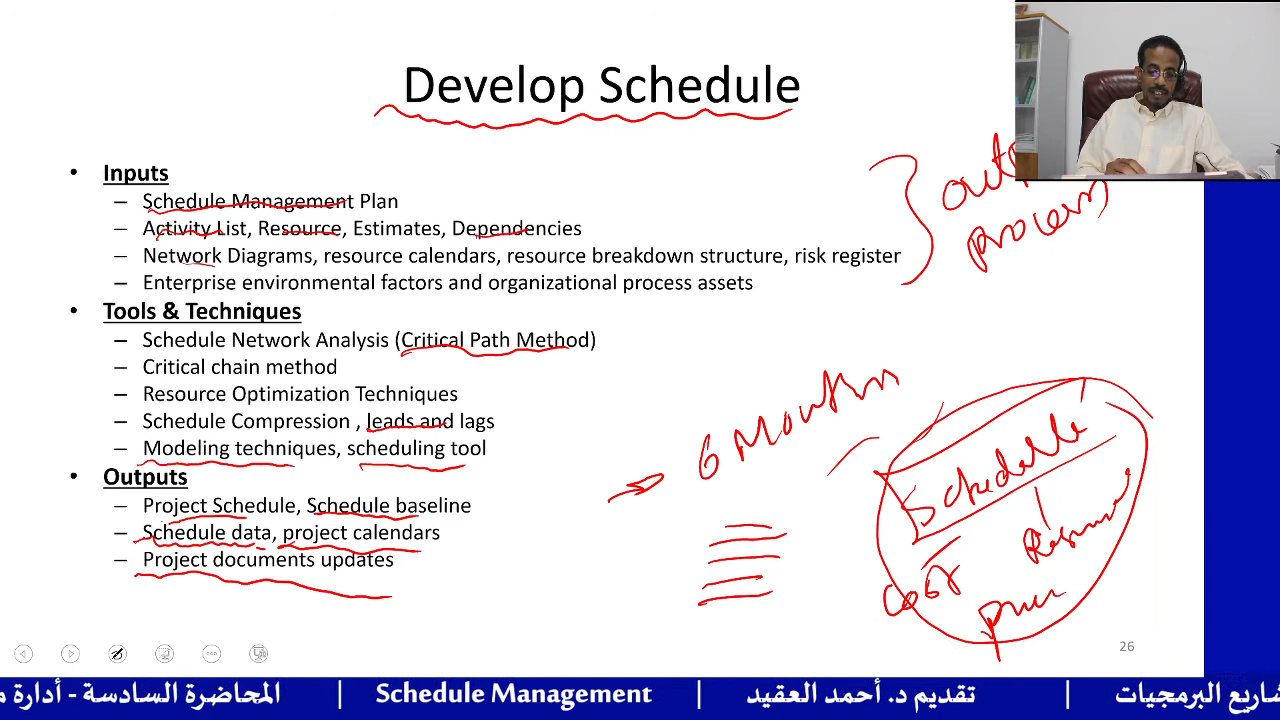 Develop Schedule
• Inputs
– Schedule Management Plan
– Activity List, Resource, Estimates, Dependencies
– Network Diagrams, resource calendars, resource breakdown structure, risk register
– Enterprise environmental factors and organizational process assets
process
• Tools & Techniques
– Schedule Network Analysis (Critical Path Method)
– Critical chain method
– Resource Optimization Techniques
– Schedule Compression , leads and lags
– Modeling techniques, scheduling tool
6 Months
Schedule
• Outputs
– Project Schedule, Schedule baseline
– Schedule data, project calendars
– Project documents updates
Cost
26
المحاضرة السادسة - أدارة | Schedule Management | تقديم د. أحمد العقيد | البرمجيات